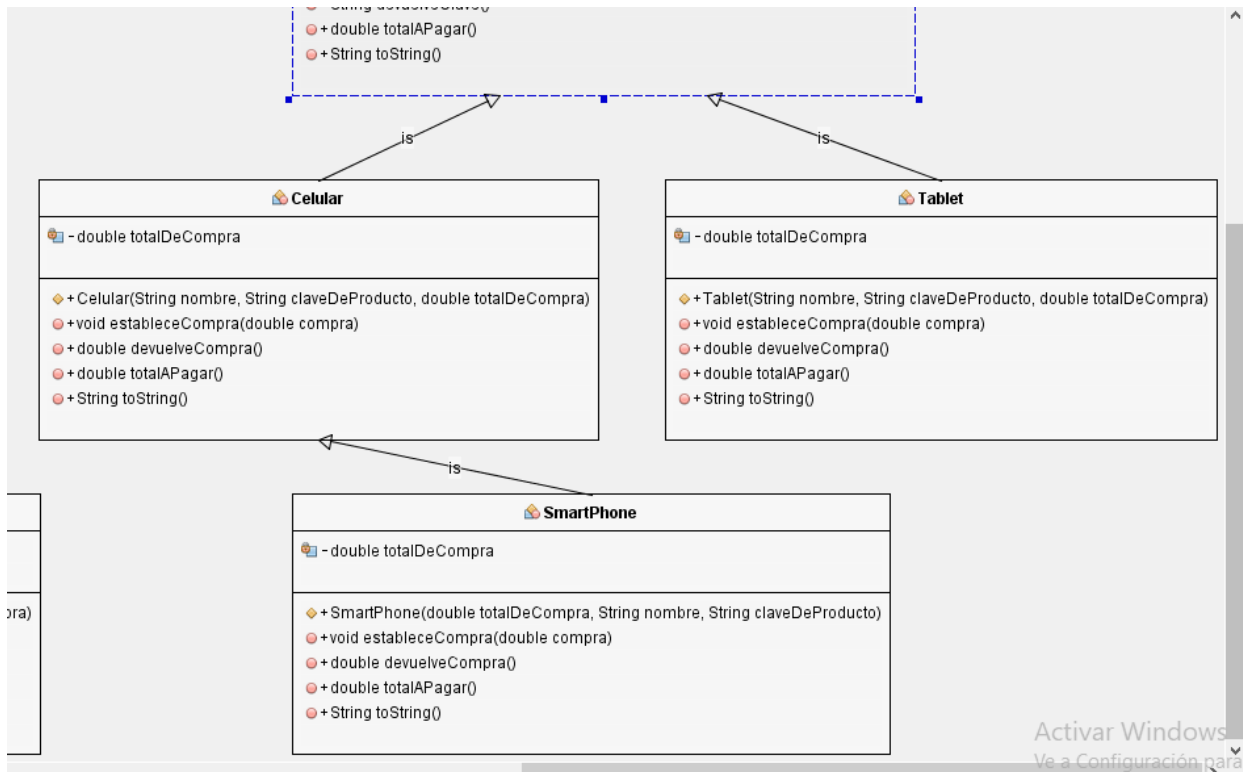 + double totalAPagar()
+ String toString()
is
is
Celular
- double totalDeCompra
+ Celular(String nombre, String claveDeProducto, double totalDeCompra)
+ void estableceCompra(double compra)
+ double devuelveCompra()
+ double totalAPagar()
+ String toString()
Tablet
- double totalDeCompra
+ Tablet(String nombre, String claveDeProducto, double totalDeCompra)
+ void estableceCompra(double compra)
+ double devuelveCompra()
+ double totalAPagar()
+ String toString()
is
ora)
SmartPhone
- double totalDeCompra
+ SmartPhone(double totalDeCompra, String nombre, String claveDeProducto)
+ void estableceCompra(double compra)
+ double devuelveCompra()
+ double totalAPagar()
+ String toString()
Activar Windows
Ve a Configuración para